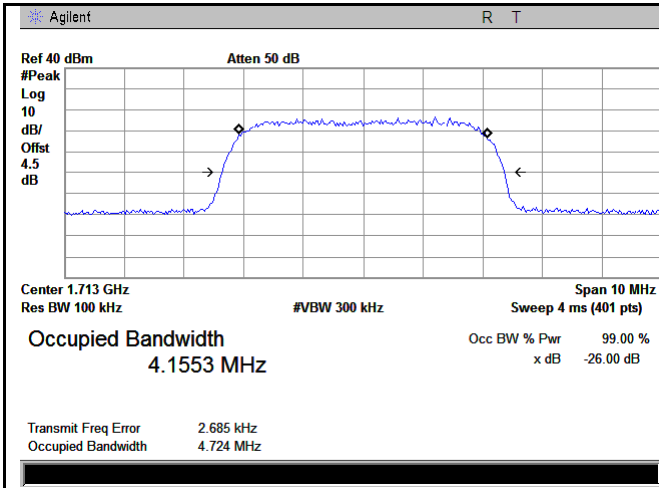 Agilent R T
Ref 40 dBm Atten 50 dB
#Peak
Log
10
dB/
Offset
4.5
dB
Center 1.713 GHz Span 10 MHz
Res BW 100 kHz #VBW 300 kHz Sweep 4 ms (401 pts)
Occupied Bandwidth Occ BW % Pwr 99.00 %
4.1553 MHz x dB -26.00 dB
Transmit Freq Error 2.685 kHz
Occupied Bandwidth 4.724 MHz